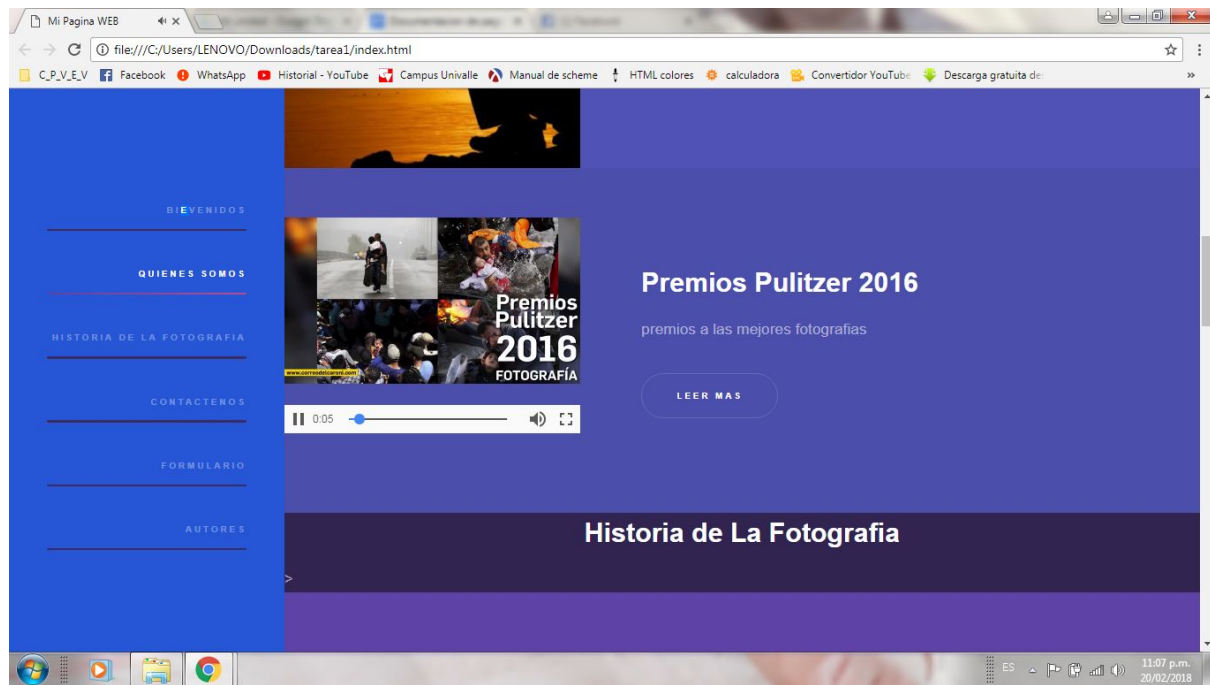 Mi Pagina WEB
file:///C:/Users/LENOVO/Downloads/tarea1/index.html
C_P_V_E_V Facebook WhatsApp Historial - YouTube Campus Univalle Manual de scheme HTML colores calculadora Convertidor YouTube Descarga gratuita de
BIEVENIDOS
QUIENES SOMOS
HISTORIA DE LA FOTOGRAFIA
CONTACTENOS
FORMULARIO
AUTORES
Premios
Pulitzer
2016
FOTOGRAFÍA
www.correodelcaroni.com
0:05
Premios Pulitzer 2016
premios a las mejores fotografias
LEER MAS
Historia de La Fotografia
>
ES
11:07 p.m.
20/02/2018